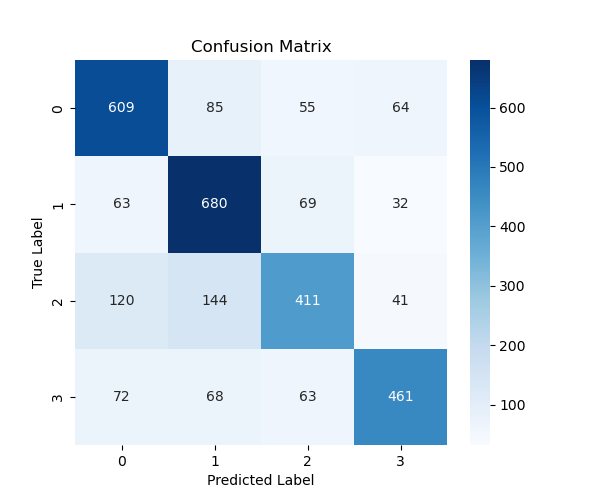 Confusion Matrix
True Label
0 609 85 55 64
1 63 680 69 32
2 120 144 411 41
3 72 68 63 461
0 1 2 3
Predicted Label
600
500
400
300
200
100